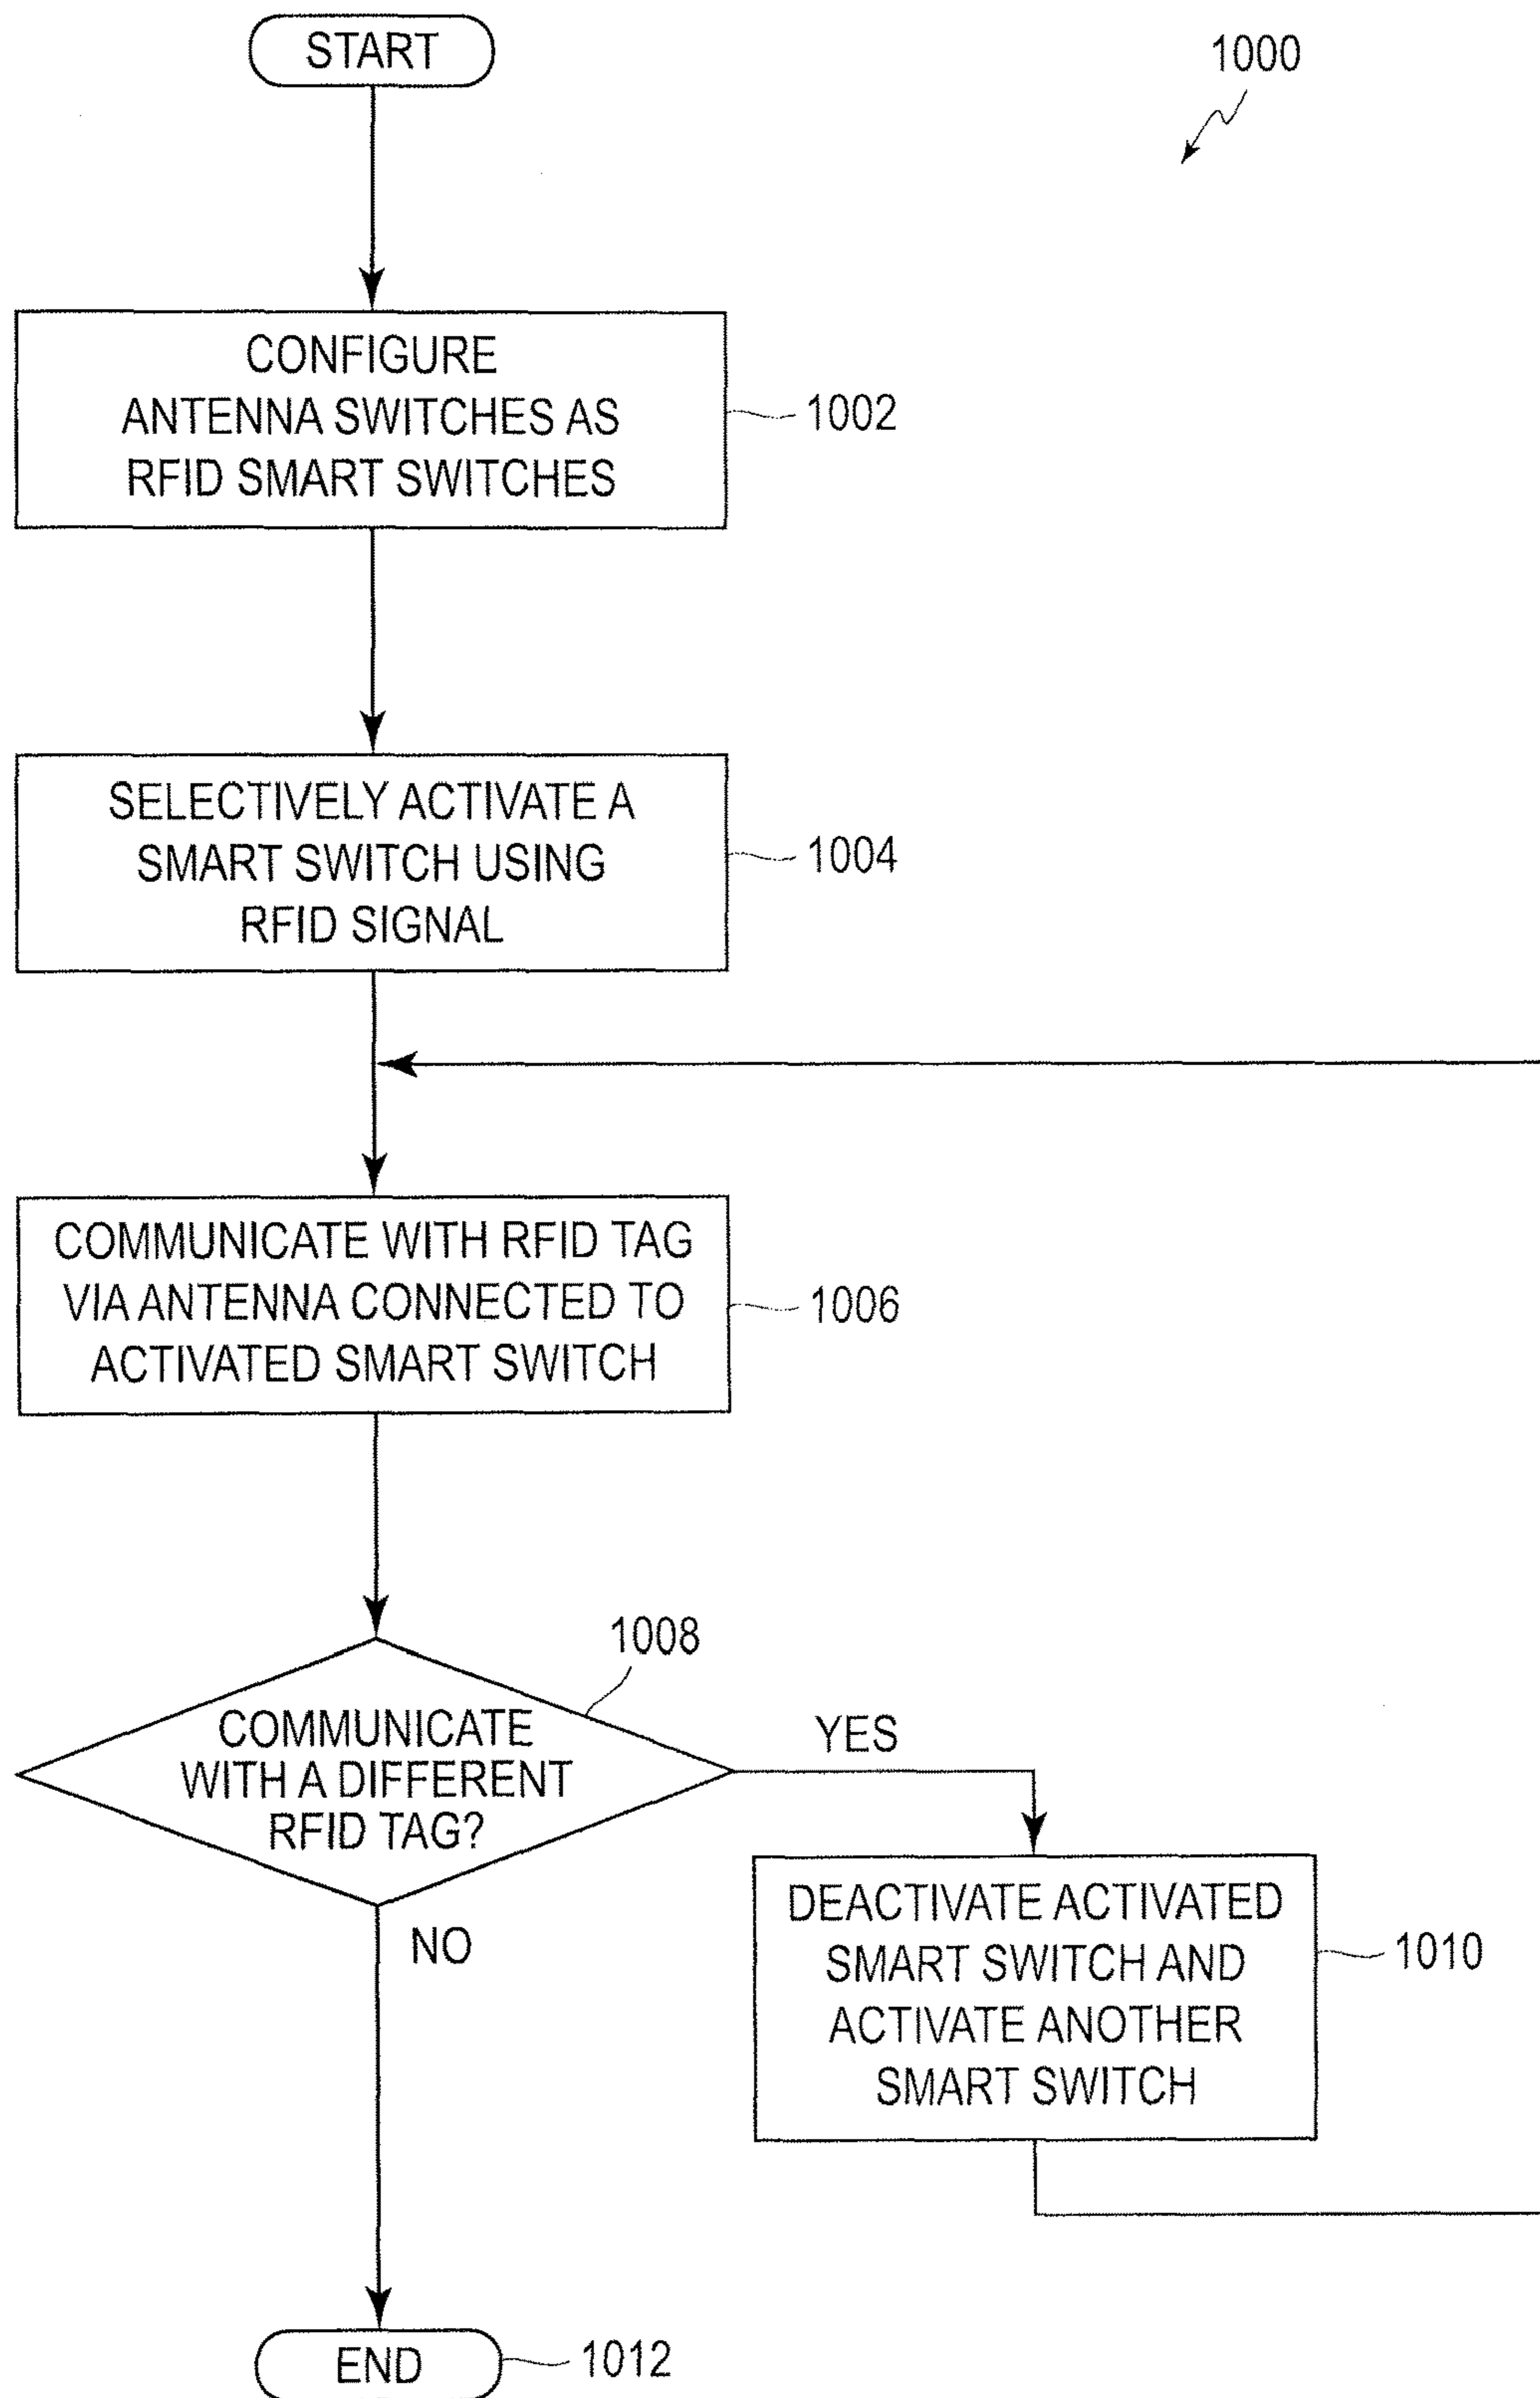 START
1000
CONFIGURE
ANTENNA SWITCHES AS
RFID SMART SWITCHES
1002
SELECTIVELY ACTIVATE A
SMART SWITCH USING
RFID SIGNAL
1004
COMMUNICATE WITH RFID TAG
VIA ANTENNA CONNECTED TO
ACTIVATED SMART SWITCH
1006
1008
COMMUNICATE
WITH A DIFFERENT
RFID TAG?
YES
NO
DEACTIVATE ACTIVATED
SMART SWITCH AND
ACTIVATE ANOTHER
SMART SWITCH
1010
END
1012